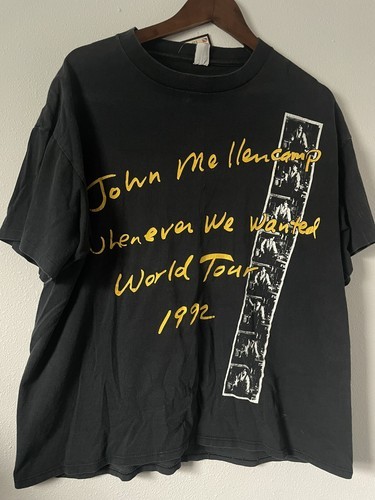 John Mellencamp
Whenever We Wanted
World Tour
1992